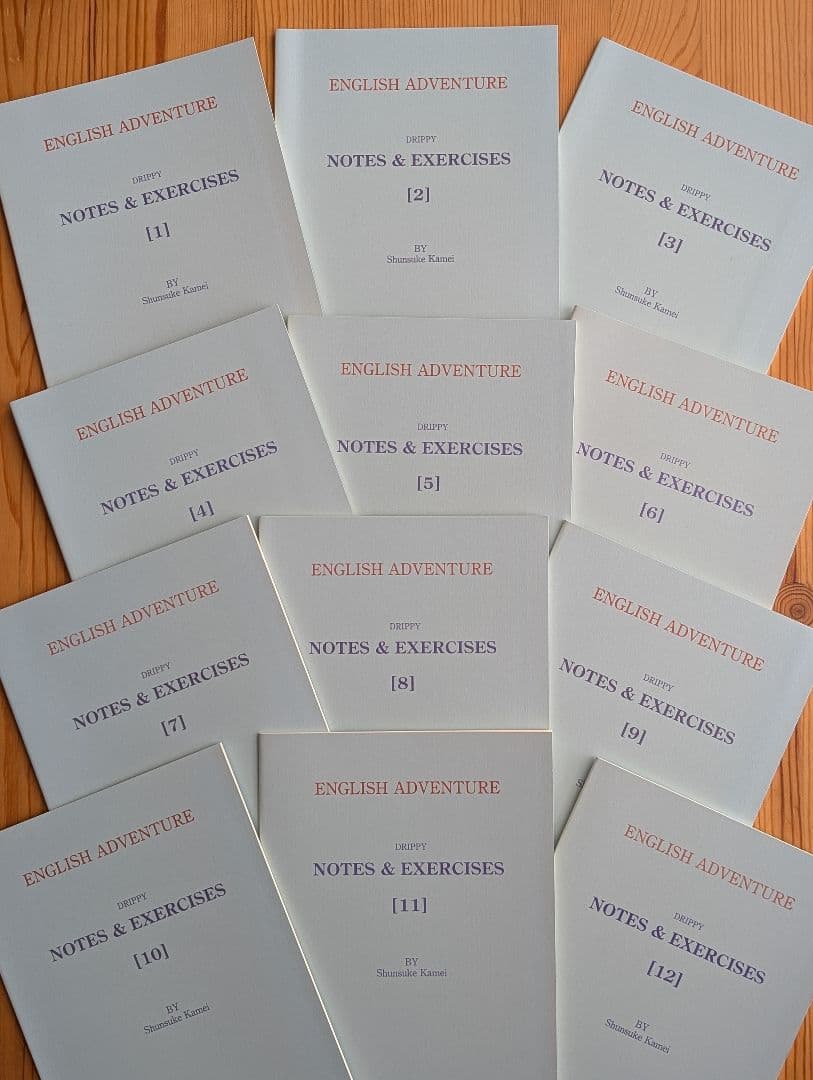 ENGLISH ADVENTURE
DRIPPY
NOTES & EXERCISES
[1]
BY
Shunsuke Kamei
ENGLISH ADVENTURE
DRIPPY
NOTES & EXERCISES
[2]
BY
Shunsuke Kamei
ENGLISH ADVENTURE
DRIPPY
NOTES & EXERCISES
[3]
BY
Shunsuke Kamei
ENGLISH ADVENTURE
DRIPPY
NOTES & EXERCISES
[4]
ENGLISH ADVENTURE
DRIPPY
NOTES & EXERCISES
[5]
ENGLISH ADVENTURE
DRIPPY
NOTES & EXERCISES
[6]
ENGLISH ADVENTURE
DRIPPY
NOTES & EXERCISES
[7]
ENGLISH ADVENTURE
DRIPPY
NOTES & EXERCISES
[8]
ENGLISH ADVENTURE
DRIPPY
NOTES & EXERCISES
[9]
ENGLISH ADVENTURE
DRIPPY
NOTES & EXERCISES
[10]
BY
Shunsuke Kamei
ENGLISH ADVENTURE
DRIPPY
NOTES & EXERCISES
[11]
BY
Shunsuke Kamei
ENGLISH ADVENTURE
DRIPPY
NOTES & EXERCISES
[12]
BY
Shunsuke Kamei